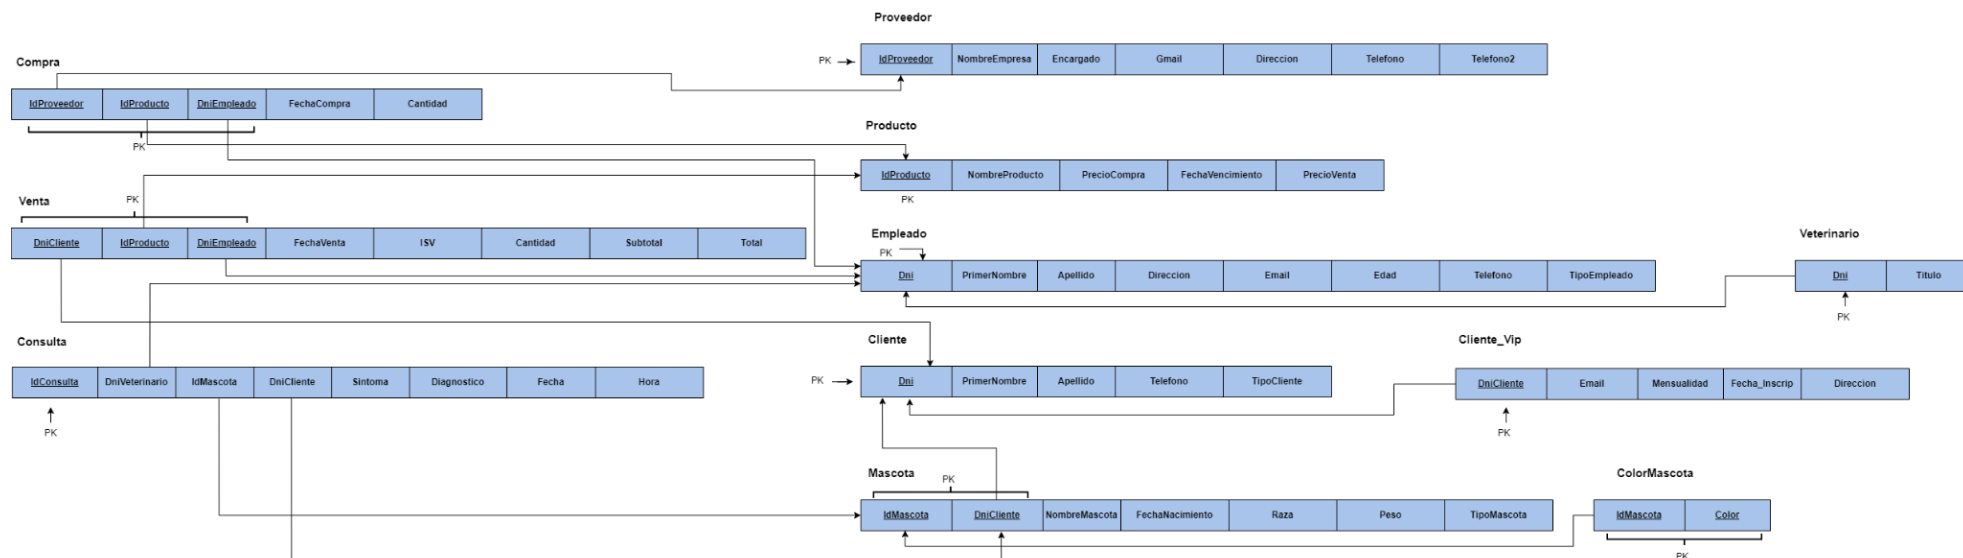 Proveedor
PK IdProveedor NombreEmpresa Encargado Gmail Direccion Telefono Telefono2
Compra
IdProveedor IdProducto DniEmpleado FechaCompra Cantidad
PK
Producto
IdProducto NombreProducto PrecioCompra FechaVencimiento PrecioVenta
PK
Venta
PK
DniCliente IdProducto DniEmpleado FechaVenta ISV Cantidad Subtotal Total
Empleado
PK
Dni PrimerNombre Apellido Direccion Email Edad Telefono TipoEmpleado
Veterinario
Dni Titulo
PK
Consulta
IdConsulta DniVeterinario IdMascota DniCliente Sintoma Diagnostico Fecha Hora
PK
Cliente
PK Dni PrimerNombre Apellido Telefono TipoCliente
Cliente_Vip
DniCliente Email Mensualidad Fecha_Inscrip Direccion
PK
Mascota
PK
IdMascota DniCliente NombreMascota FechaNacimiento Raza Peso TipoMascota
ColorMascota
IdMascota Color
PK